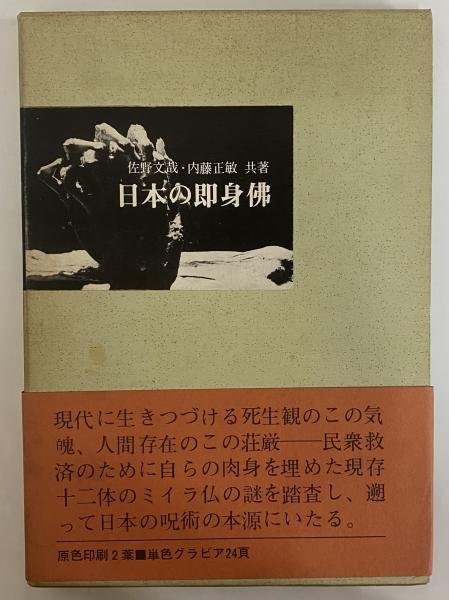 佐野文哉・内藤正敏 共著
日本の即身佛
現代に生きつづける死生観のこの気
魄、人間存在のこの荘厳——民衆救
済のために自らの肉身を埋めた現存
十二体のミイラ仏の謎を踏査し、遡
って日本の呪術の本源にいたる。
原色印刷2葉■単色グラビア24頁